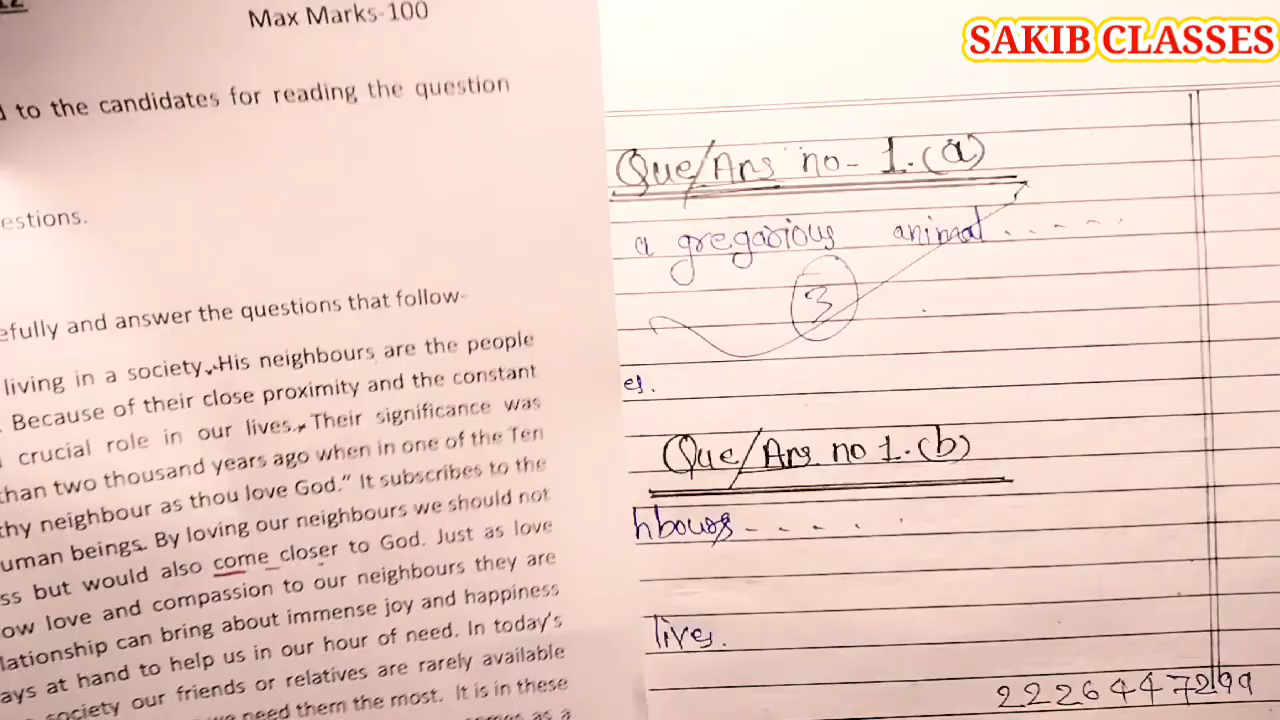 Max Marks-100
SAKIB CLASSES
to the candidates for reading the question
estions.
efully and answer the questions that follow-
living in a society. His neighbours are the people
. Because of their close proximity and the constant
crucial role in our lives. Their significance was
than two thousand years ago when in one of the Ten
thy neighbour as thou love God." It subscribes to the
uman beings. By loving our neighbours we should not
ss but would also come closer to God. Just as love
ow love and compassion to our neighbours they are
lationship can bring about immense joy and happiness
ays at hand to help us in our hour of need. In today's
society our friends or relatives are rarely available
we need them the most. It is in these
comes as a
Que/Ans no- 1.(a)
a gregarious animal . . - - - .
3
es.
Que/Ans no 1.(b)
hbours - . - . .
lives.
2226447299